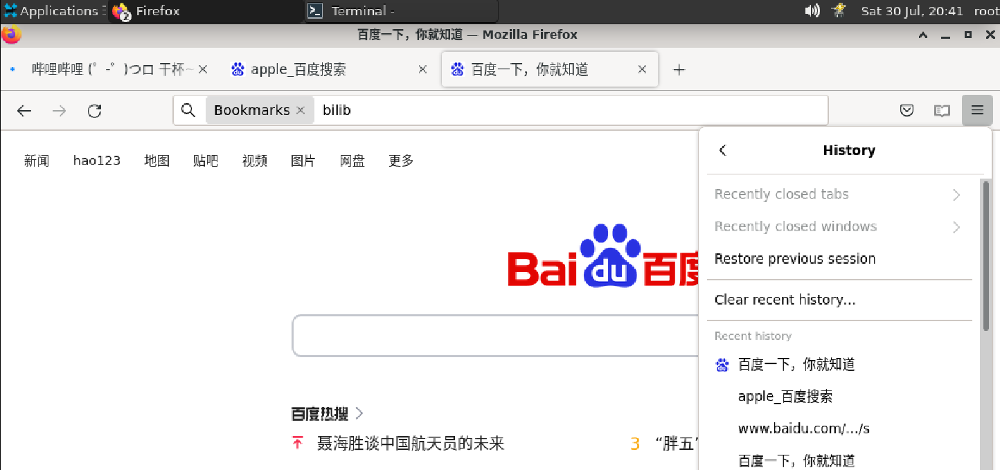 Applications Firefox 2 Terminal - Sat 30 Jul, 20:41 root
百度一下，你就知道 — Mozilla Firefox
哔哩哔哩 (゜-゜)つロ 干杯~ apple_百度搜索 百度一下，你就知道
Bookmarks bilib
新闻 hao123 地图 贴吧 视频 图片 网盘 更多
Bai du 百度
百度热搜
聂海胜谈中国航天员的未来
3 “胖五”
History
Recently closed tabs
Recently closed windows
Restore previous session
Clear recent history...
Recent history
百度一下，你就知道
apple_百度搜索
www.baidu.com/.../s
百度一下，你就知道